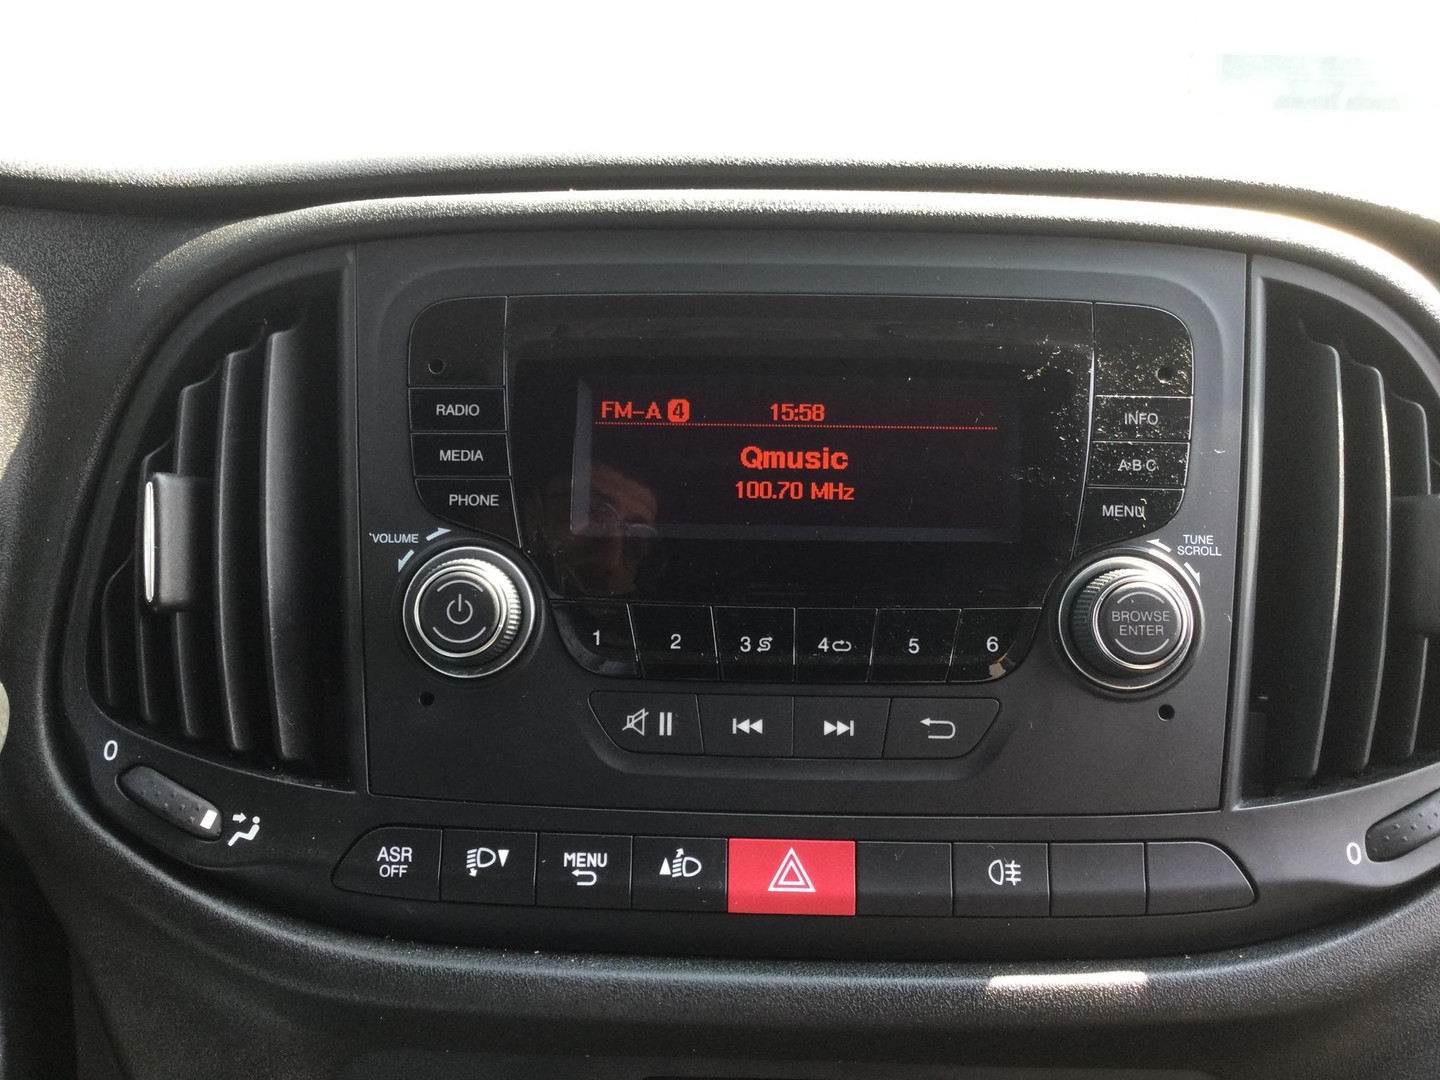 FM-A 4 15:58
Qmusic
100.70 MHz
RADIO
MEDIA
PHONE
INFO
A·B·C
MENU
VOLUME
TUNE
SCROLL
BROWSE
ENTER
1 2 3 4 5 6
0
0
ASR
OFF
MENU